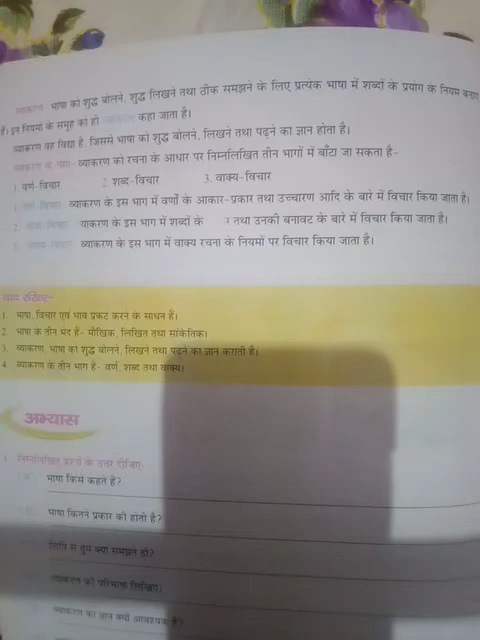 व्याकरण भाषा को शुद्ध बोलने, शुद्ध लिखने तथा ठीक समझने के लिए प्रत्येक भाषा में शब्दों के प्रयोग के नियम बनाए
हैं। इन नियमों के समूह को ही व्याकरण कहा जाता है।
व्याकरण वह विद्या है, जिससे भाषा को शुद्ध बोलने, लिखने तथा पढ़ने का ज्ञान होता है।
व्याकरण के भाग- व्याकरण को रचना के आधार पर निम्नलिखित तीन भागों में बाँटा जा सकता है-
1. वर्ण-विचार 2. शब्द-विचार 3. वाक्य-विचार
1. वर्ण-विचार व्याकरण के इस भाग में वर्णों के आकार-प्रकार तथा उच्चारण आदि के बारे में विचार किया जाता है।
2. याकरण के इस भाग में शब्दों के तथा उनकी बनावट के बारे में विचार किया जाता है।
3. व्याकरण के इस भाग में वाक्य रचना के नियमों पर विचार किया जाता है।
याद रखिए-
1. भाषा, विचार एवं भाव प्रकट करने के साधन हैं।
2. भाषा के तीन भेद हैं- मौखिक, लिखित तथा सांकेतिक।
3. व्याकरण, भाषा को शुद्ध बोलने, लिखने तथा पढ़ने का ज्ञान कराती है।
4. व्याकरण के तीन भाग हैं- वर्ण, शब्द तथा वाक्य।
अभ्यास
1. निम्नलिखित प्रश्नों के उत्तर दीजिए-
भाषा किसे कहते हैं?
भाषा कितने प्रकार की होती है?
लिपि से तुम क्या समझते हो?
व्याकरण की परिभाषा लिखिए।
व्याकरण का ज्ञान क्यों आवश्यक है?